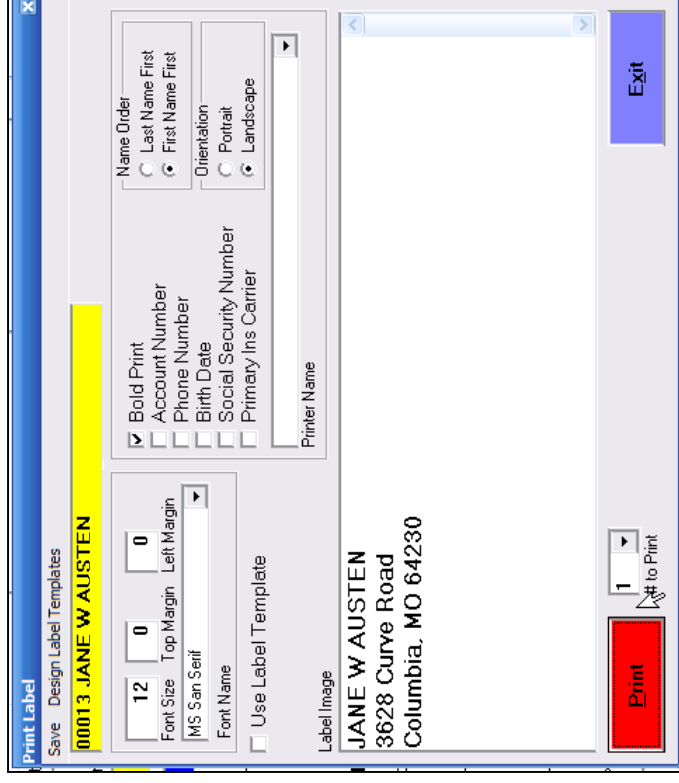 Print Label
Save Design Label Templates
00013 JANE W AUSTEN
12 0 0
Font Size Top Margin Left Margin
MS San Serif
Font Name
Use Label Template
Bold Print
Account Number
Phone Number
Birth Date
Social Security Number
Primary Ins Carrier
Printer Name
Name Order
Last Name First
First Name First
Orientation
Portrait
Landscape
Label Image
JANE W AUSTEN
3628 Curve Road
Columbia, MO 64230
Print
1
# to Print
Exit